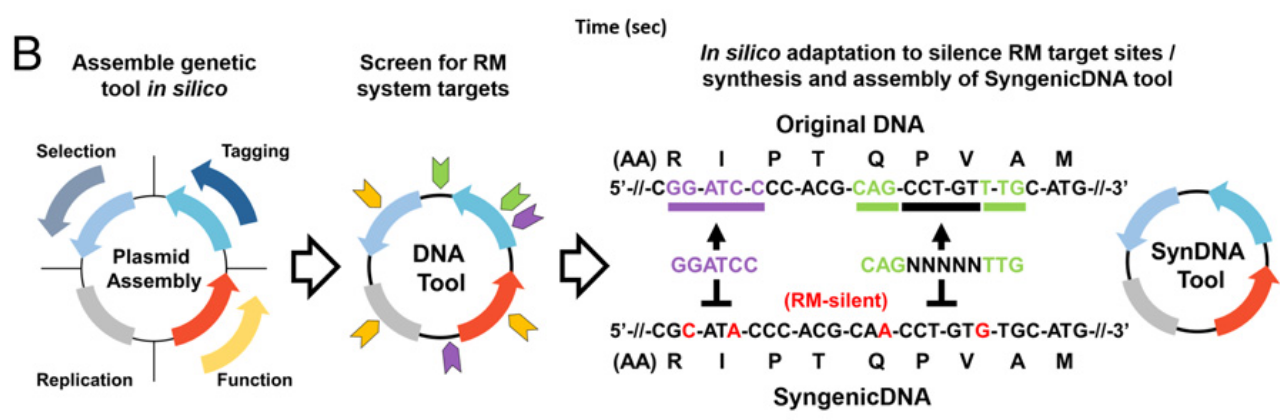 Time (sec)
B
Assemble genetic
tool in silico
Screen for RM
system targets
In silico adaptation to silence RM target sites /
synthesis and assembly of SyngenicDNA tool
Selection
Tagging
Plasmid
Assembly
Replication
Function
DNA
Tool
Original DNA
(AA) R I P T Q P V A M
5'-//-CGG-ATC-CCC-ACG-CAG-CCT-GTT-TGC-ATG-//-3'
GGATCC
CAGNNNNNTTG
(RM-silent)
5'-//-CGC-ATA-CCC-ACG-CAA-CCT-GTG-TGC-ATG-//-3'
(AA) R I P T Q P V A M
SyngenicDNA
SynDNA
Tool